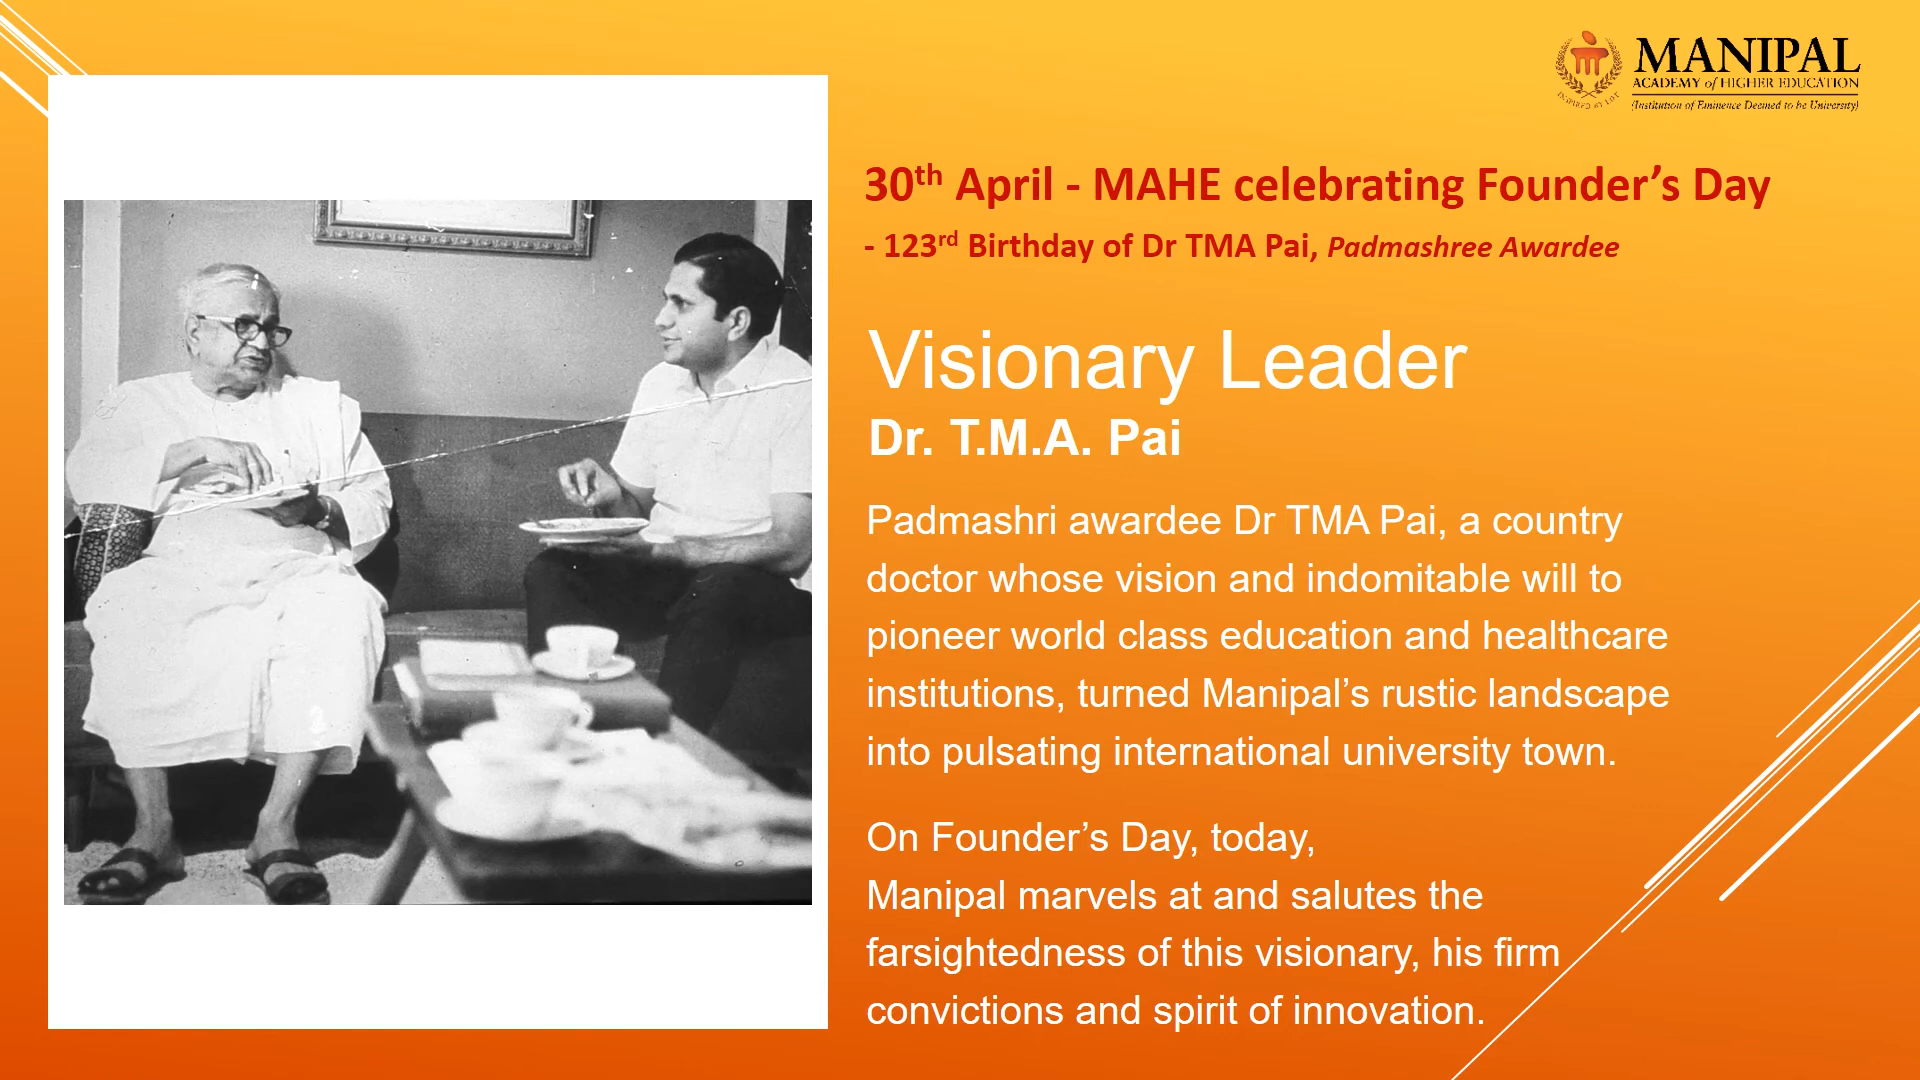 MANIPAL
ACADEMY of HIGHER EDUCATION
(Institution of Eminence Deemed to be University)
INSPIRED BY LIFE
30th April - MAHE celebrating Founder’s Day
- 123rd Birthday of Dr TMA Pai, Padmashree Awardee
Visionary Leader
Dr. T.M.A. Pai
Padmashri awardee Dr TMA Pai, a country
doctor whose vision and indomitable will to
pioneer world class education and healthcare
institutions, turned Manipal’s rustic landscape
into pulsating international university town.
On Founder’s Day, today,
Manipal marvels at and salutes the
farsightedness of this visionary, his firm
convictions and spirit of innovation.